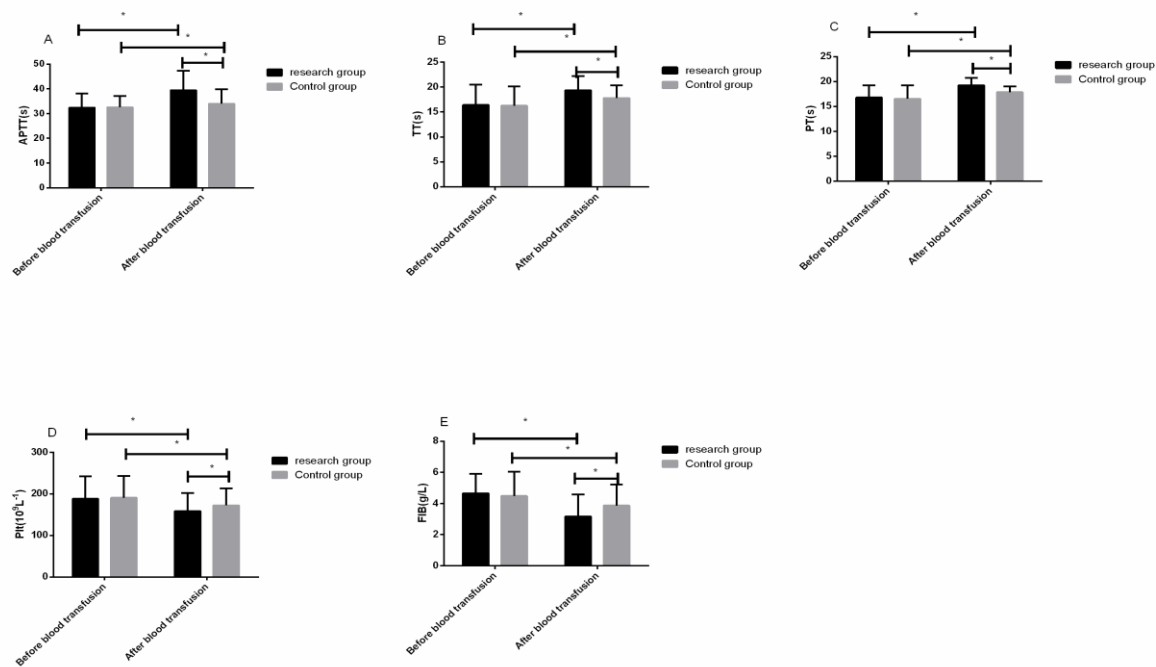 A
*
*
*
APTT(s)
50
40
30
20
10
0
research group
Control group
Before blood transfusion
After blood transfusion
B
*
*
*
TT(s)
25
20
15
10
5
0
research group
Control group
Before blood transfusion
After blood transfusion
C
*
*
*
PT(s)
25
20
15
10
5
0
research group
Control group
Before blood transfusion
After blood transfusion
D
*
*
*
Plt(10⁹L⁻¹)
300
200
100
0
research group
Control group
Before blood transfusion
After blood transfusion
E
*
*
*
FIB(g/L)
8
6
4
2
0
research group
Control group
Before blood transfusion
After blood transfusion